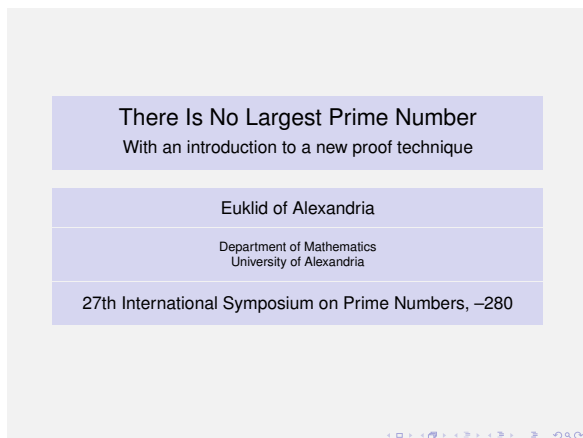 There Is No Largest Prime Number
With an introduction to a new proof technique
Euklid of Alexandria
Department of Mathematics
University of Alexandria
27th International Symposium on Prime Numbers, –280